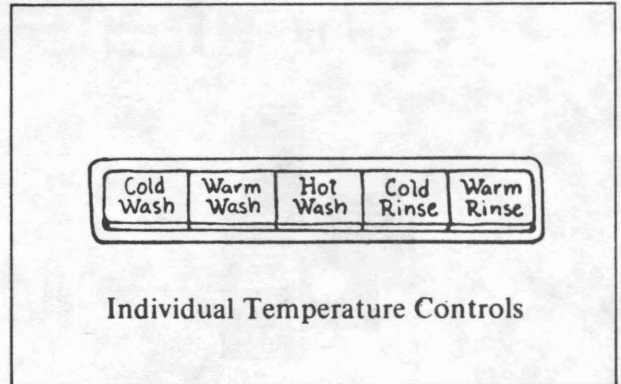 Cold Wash
Warm Wash
Hot Wash
Cold Rinse
Warm Rinse
Individual Temperature Controls